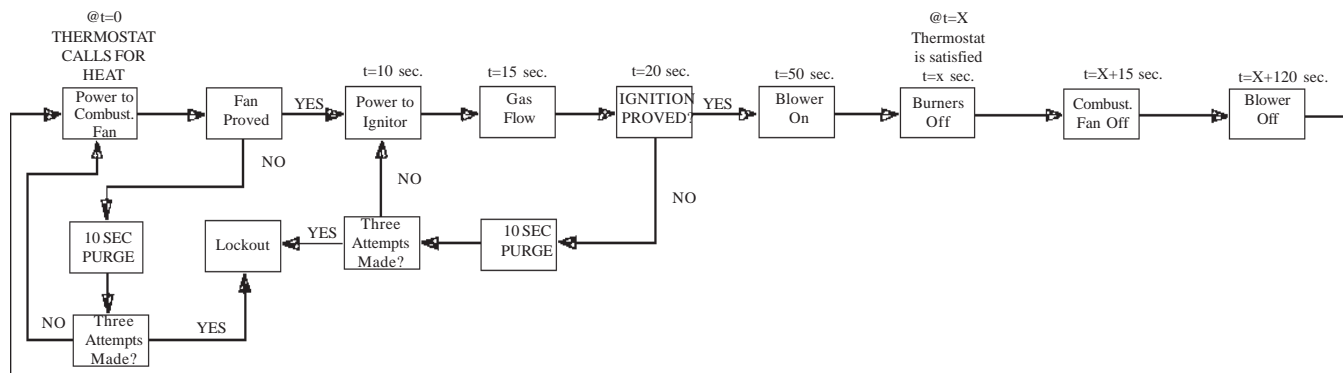 @t=0
THERMOSTAT
CALLS FOR
HEAT
Power to
Combust.
Fan
Fan
Proved
YES
NO
t=10 sec.
Power to
Ignitor
t=15 sec.
Gas
Flow
t=20 sec.
IGNITION
PROVED?
YES
NO
t=50 sec.
Blower
On
@t=X
Thermostat
is satisfied
t=x sec.
Burners
Off
t=X+15 sec.
Combust.
Fan Off
t=X+120 sec.
Blower
Off
10 SEC
PURGE
Lockout
YES
Three
Attempts
Made?
NO
10 SEC
PURGE
NO
Three
Attempts
Made?
YES